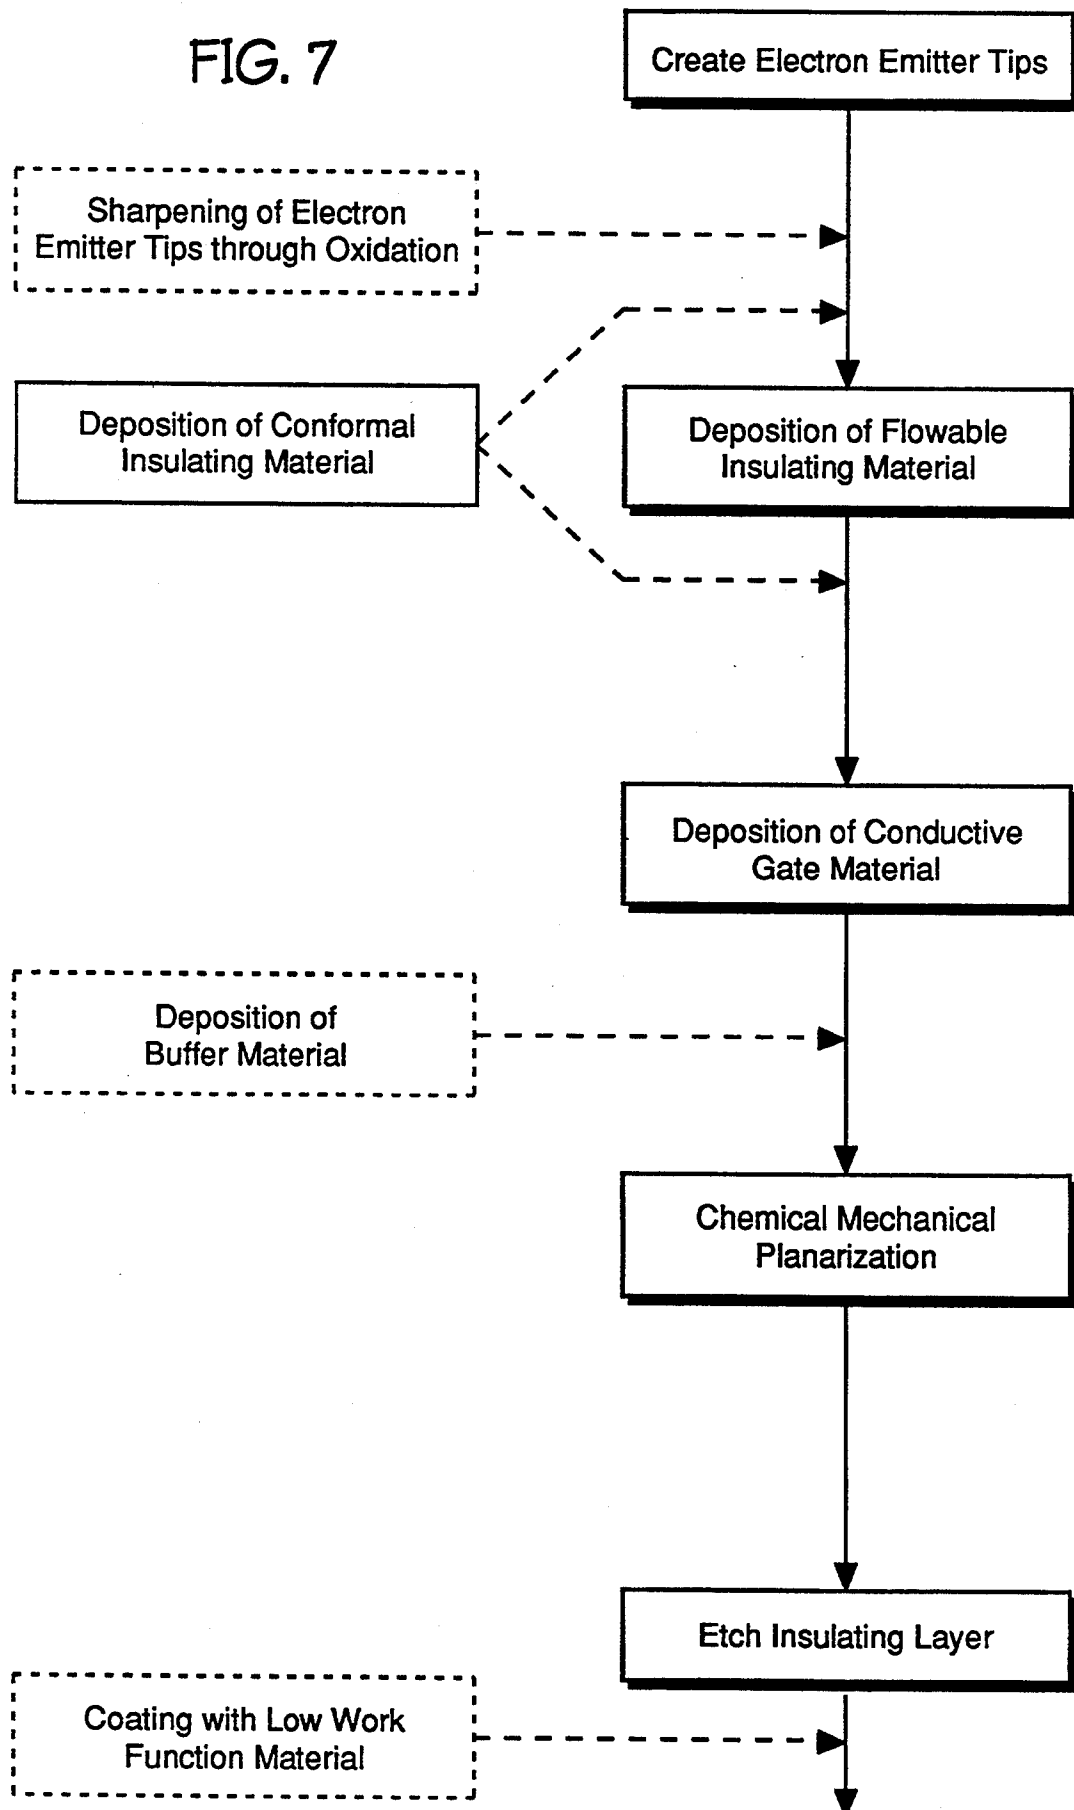 FIG. 7
Create Electron Emitter Tips
Sharpening of Electron
Emitter Tips through Oxidation
Deposition of Conformal
Insulating Material
Deposition of Flowable
Insulating Material
Deposition of Conductive
Gate Material
Deposition of
Buffer Material
Chemical Mechanical
Planarization
Etch Insulating Layer
Coating with Low Work
Function Material